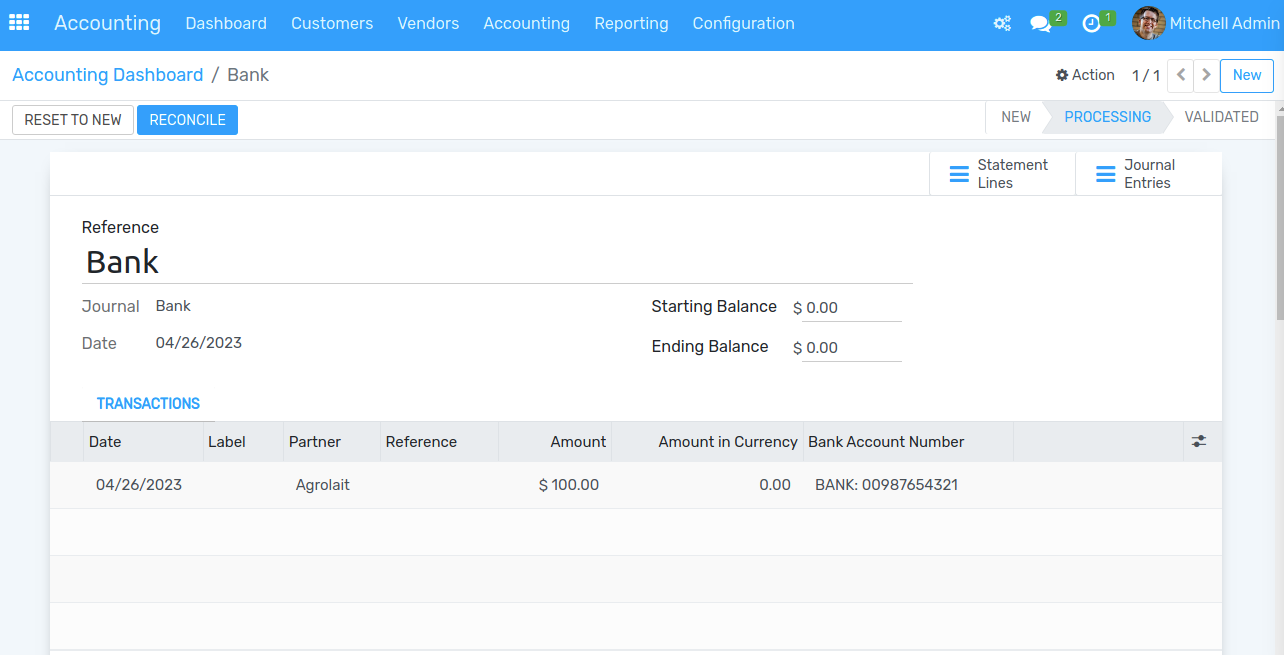 Accounting Dashboard Customers Vendors Accounting Reporting Configuration 2 1 Mitchell Admin
Accounting Dashboard / Bank Action 1 / 1 New
RESET TO NEW RECONCILE NEW PROCESSING VALIDATED
Statement Lines Journal Entries
Reference
Bank
Journal Bank Starting Balance $ 0.00
Date 04/26/2023 Ending Balance $ 0.00
TRANSACTIONS
Date Label Partner Reference Amount Amount in Currency Bank Account Number
04/26/2023 Agrolait $ 100.00 0.00 BANK: 00987654321